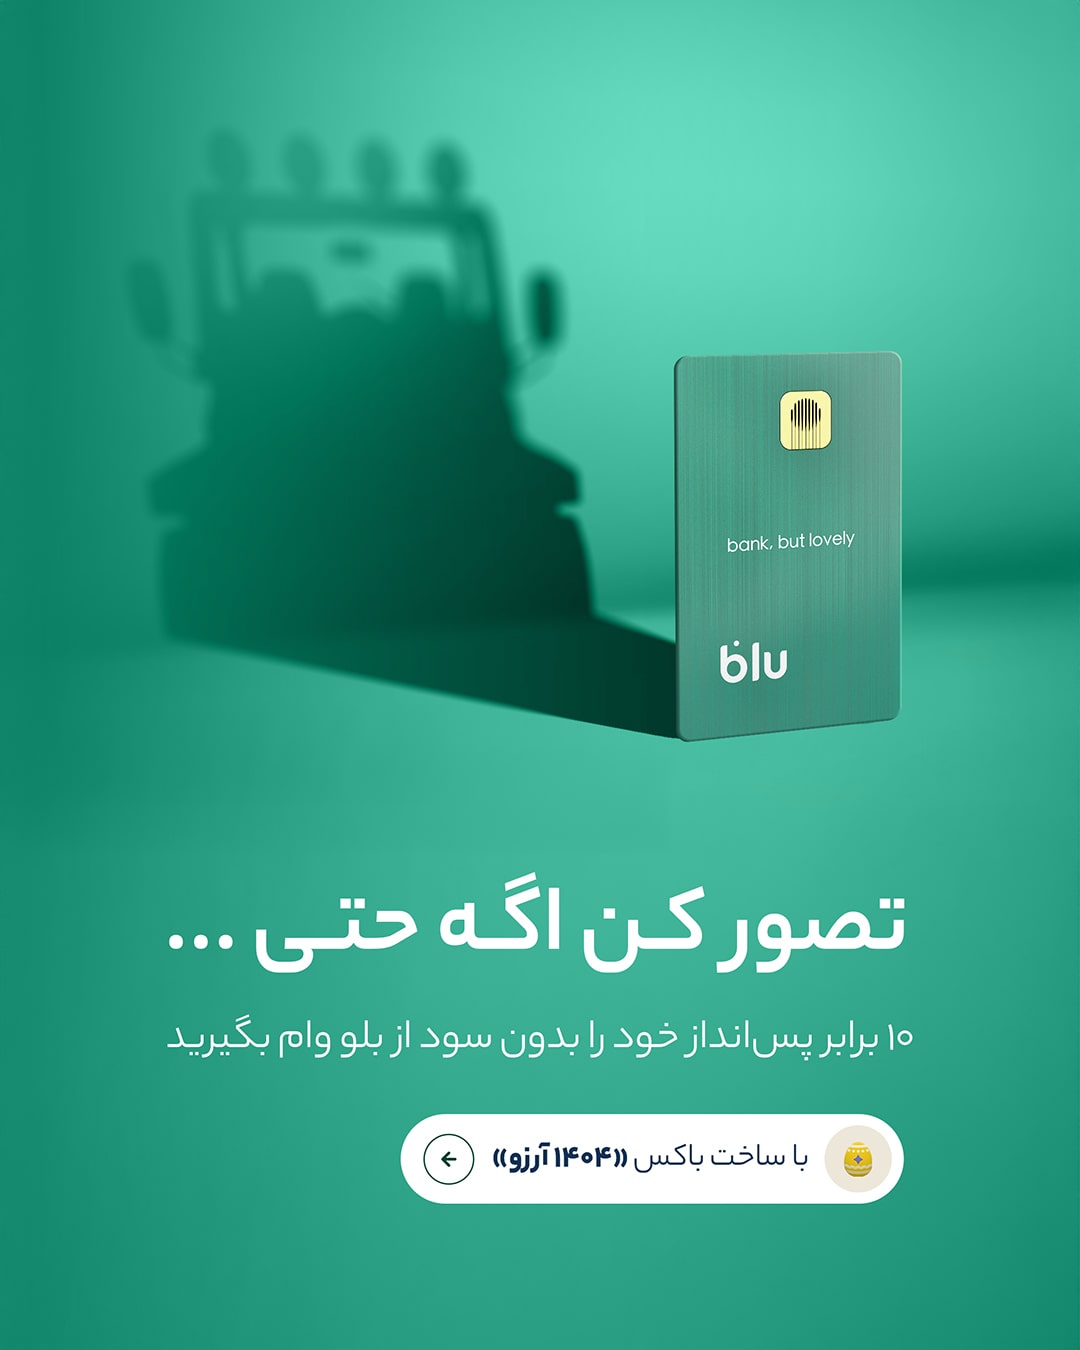 bank, but lovely
blu
تصور کن اگه حتی ...
۱۰ برابر پس‌انداز خود را بدون سود از بلو وام بگیرید
با ساخت باکس «۱۴۰۴ آرزو»